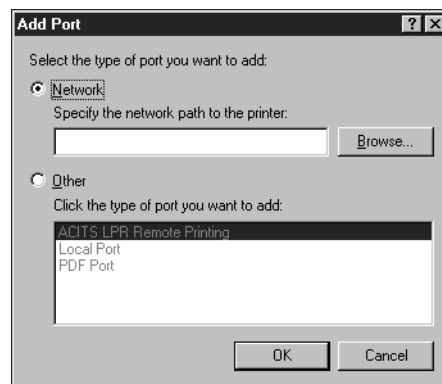 Add Port
Select the type of port you want to add:
Network
Specify the network path to the printer:
Browse...
Other
Click the type of port you want to add:
ACITS LPR Remote Printing
Local Port
PDF Port
OK
Cancel